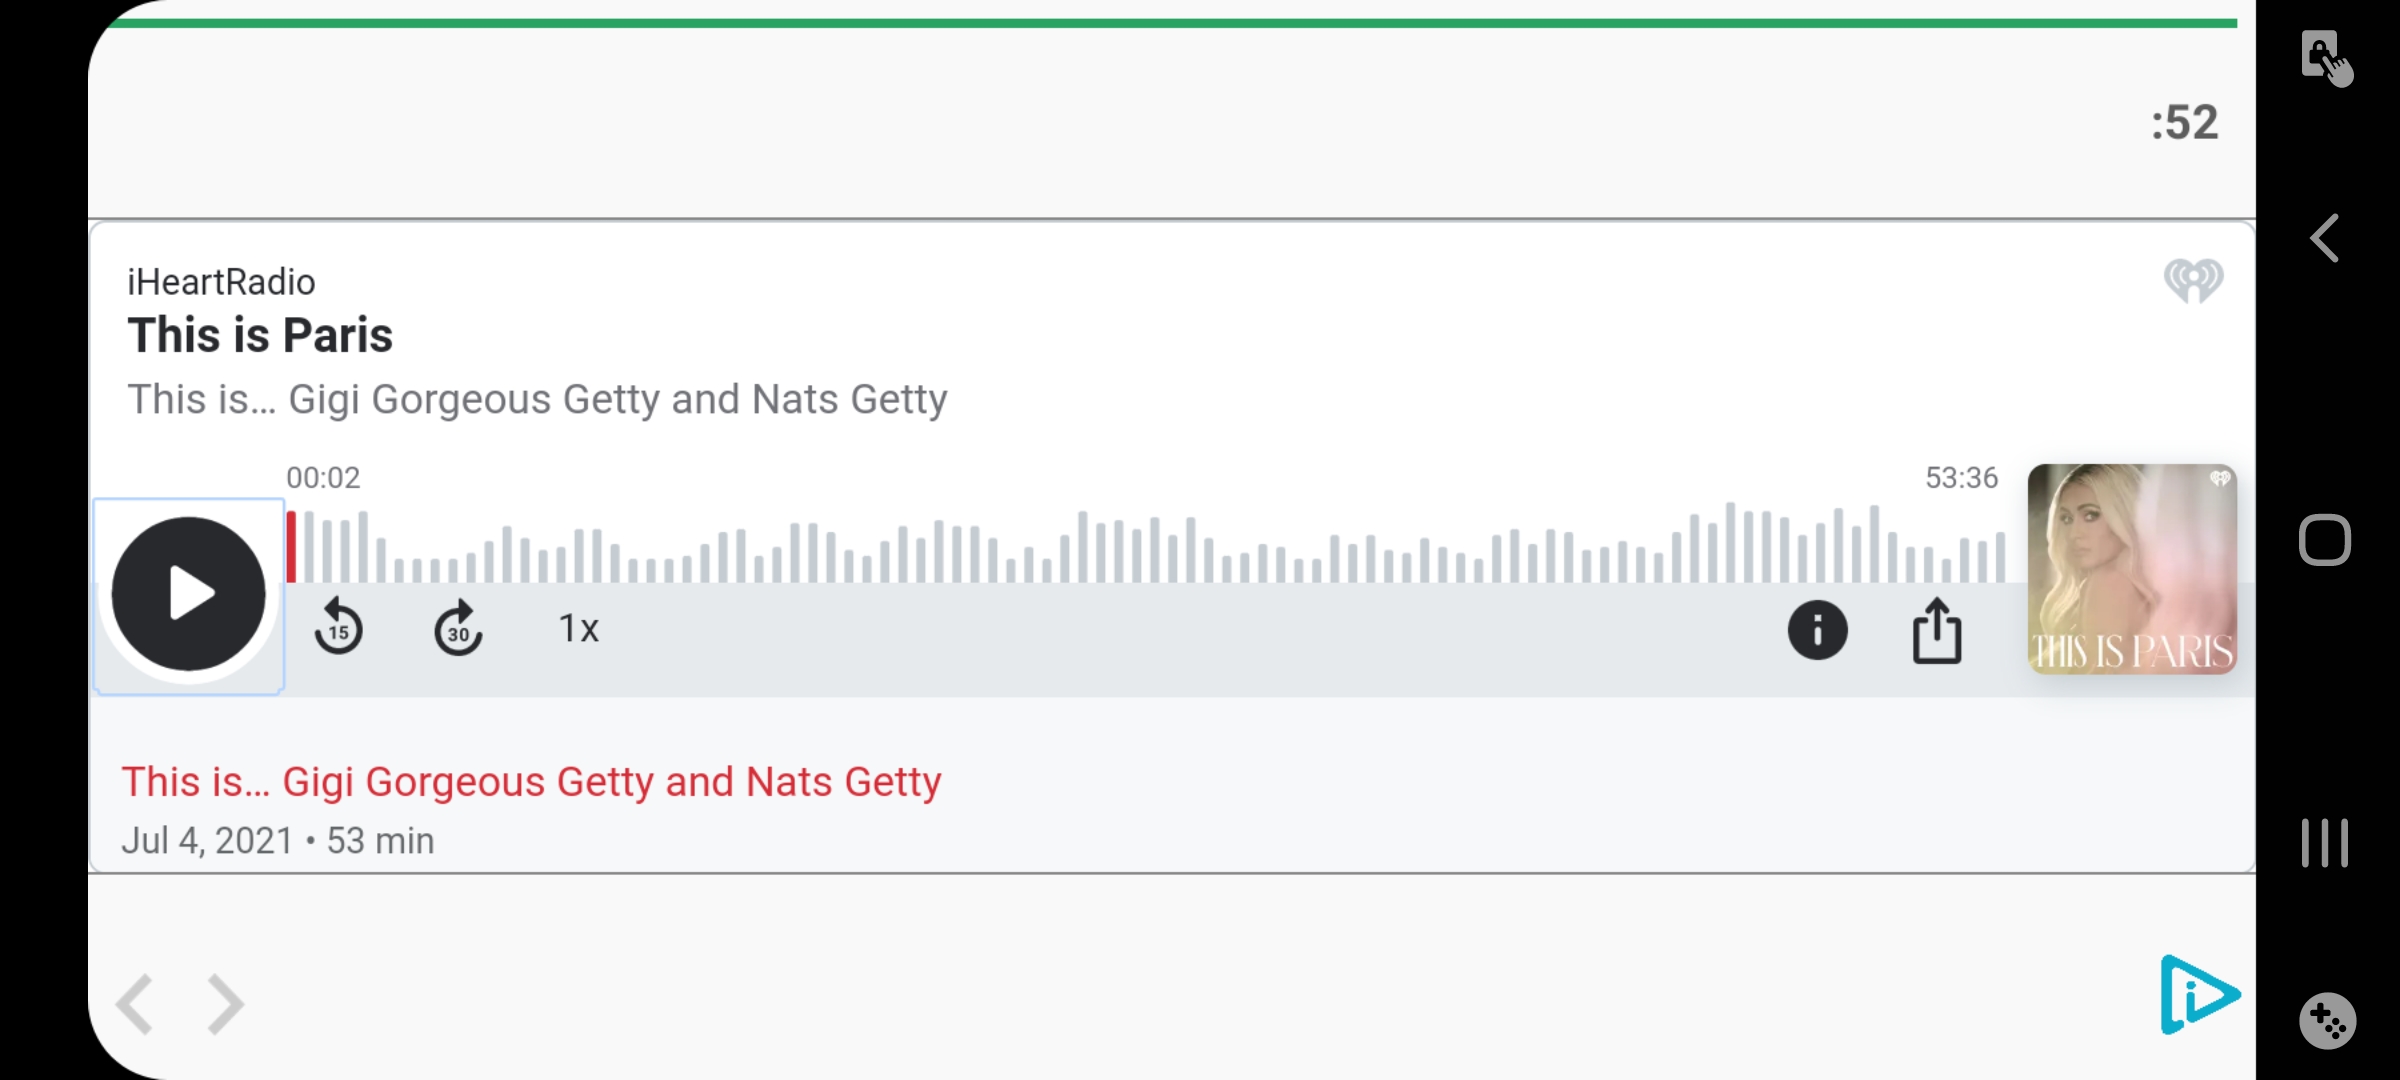 :52
iHeartRadio
This is Paris
This is... Gigi Gorgeous Getty and Nats Getty
00:02
53:36
15
30
1x
THIS IS PARIS
This is... Gigi Gorgeous Getty and Nats Getty
Jul 4, 2021 • 53 min